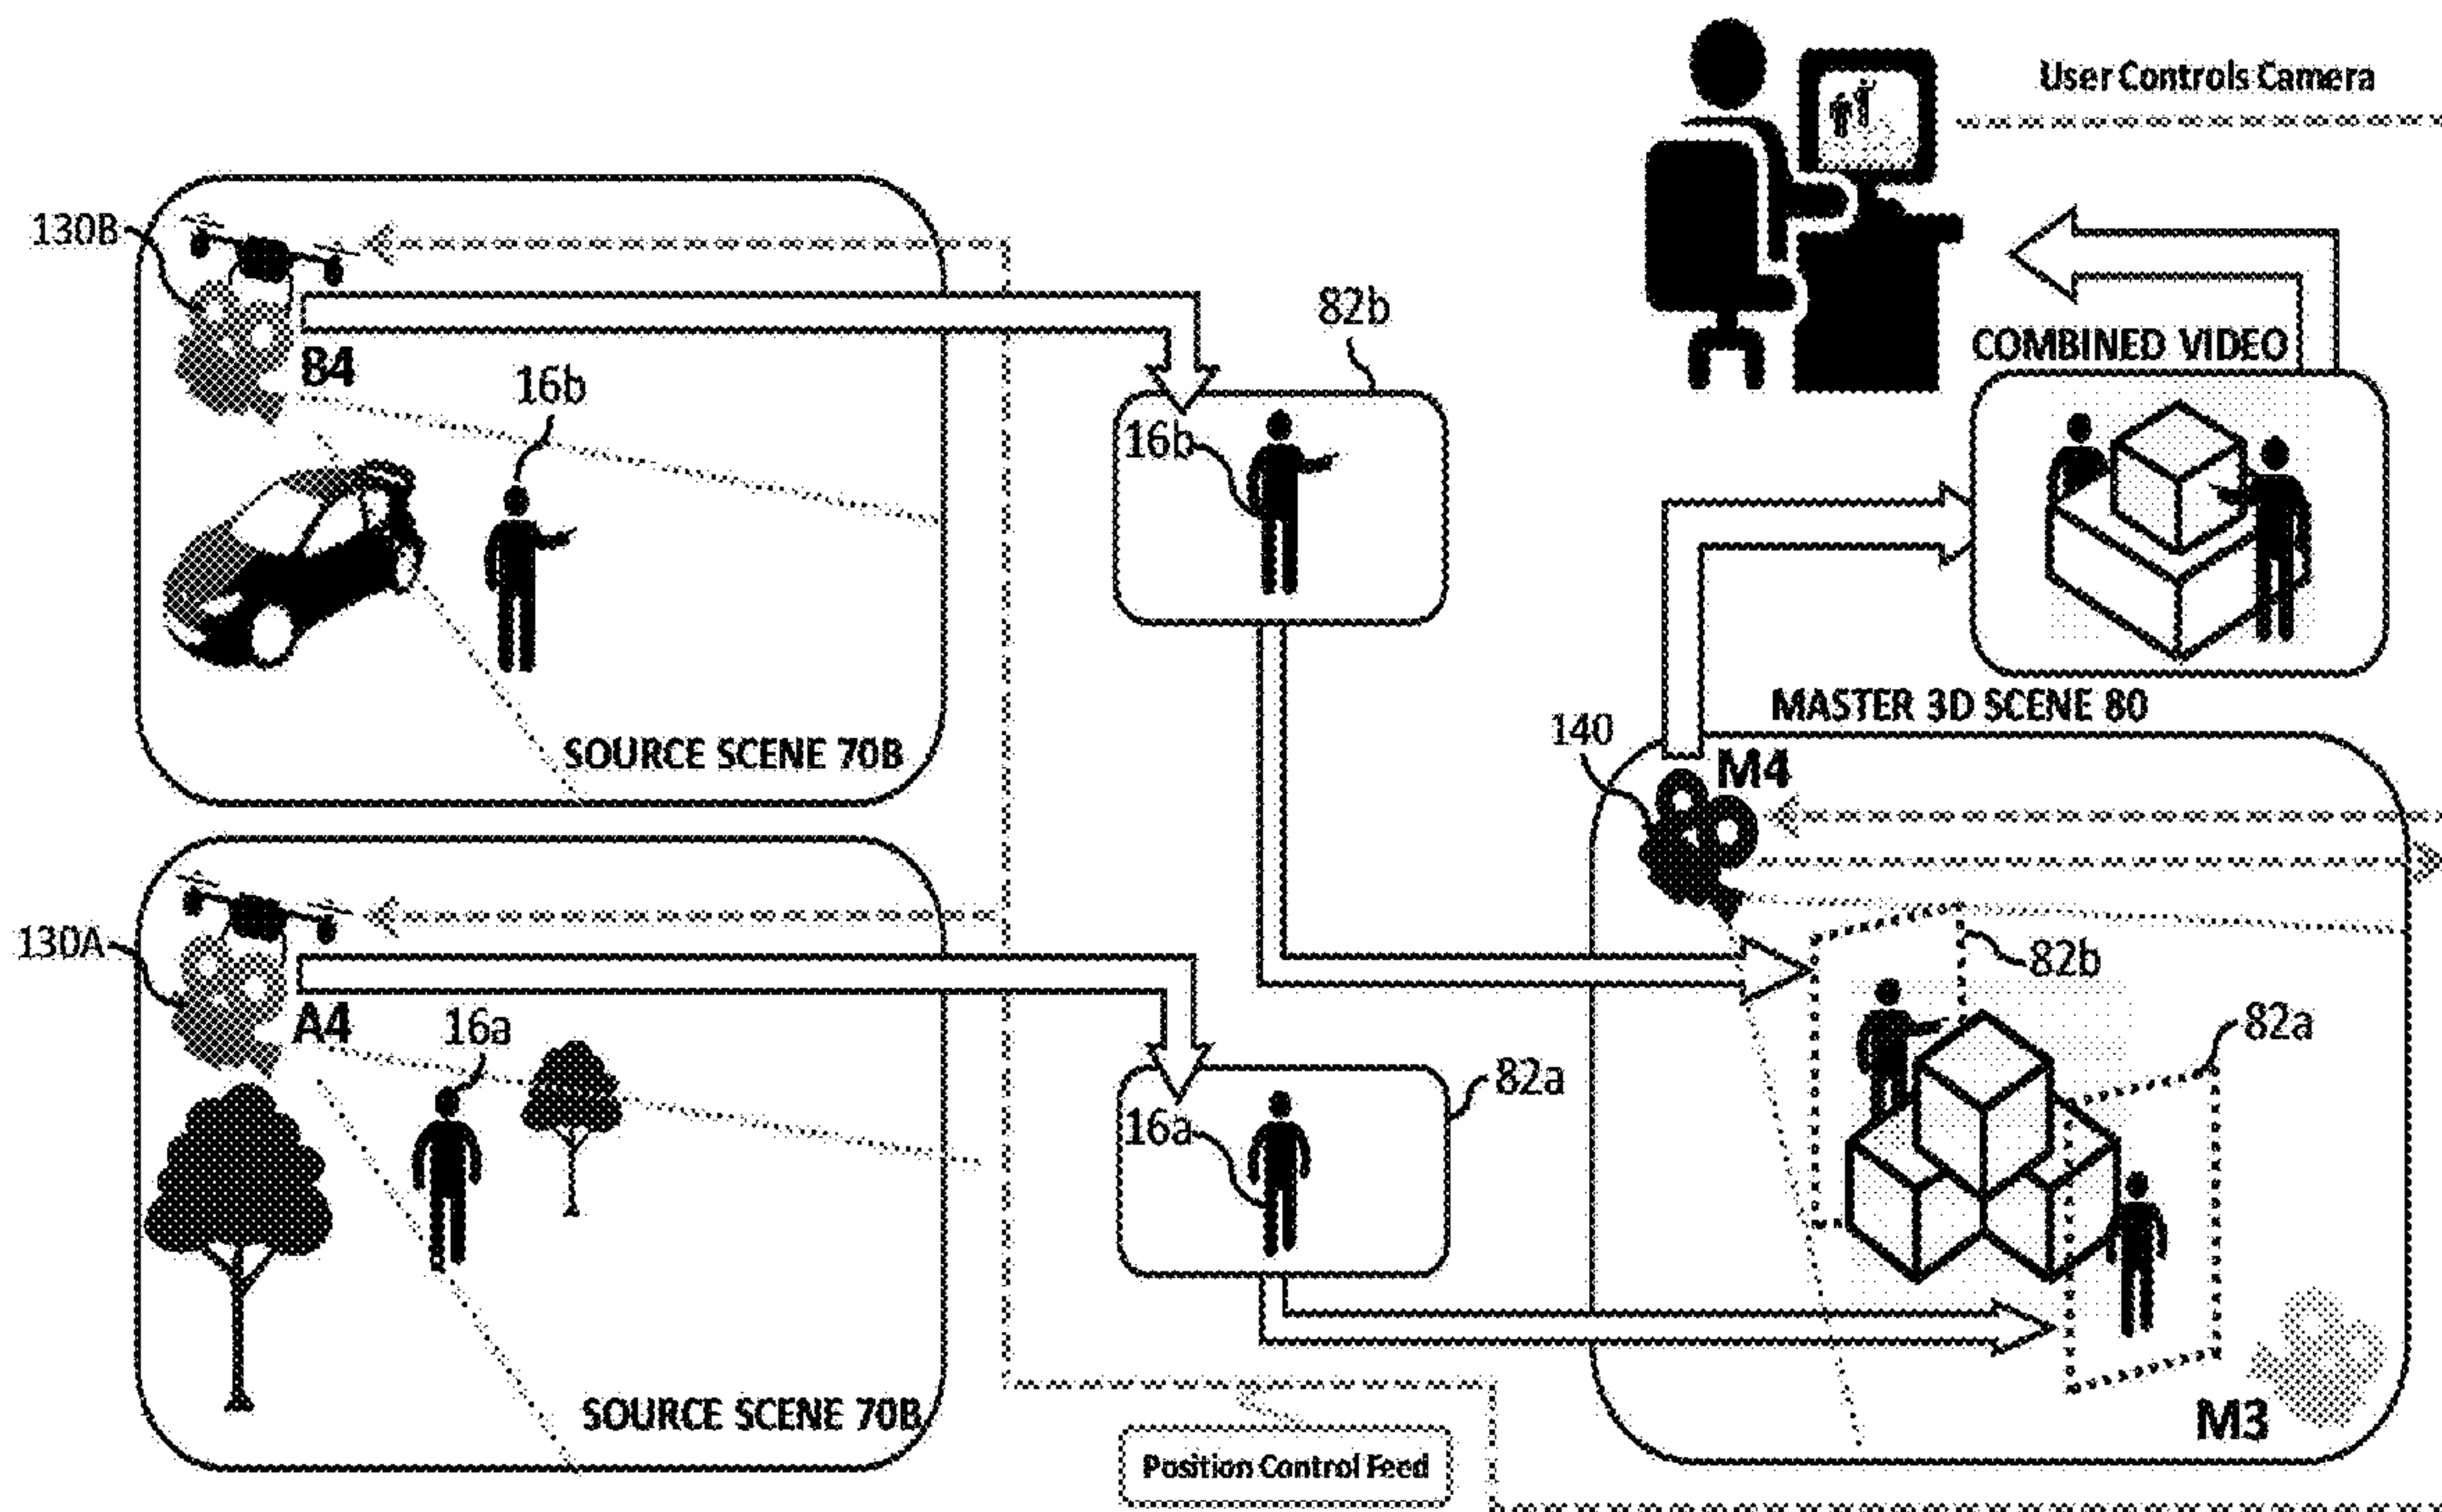 User Controls Camera
130B
82b
COMBINED VIDEO
B4
16b
16b
SOURCE SCENE 70B
MASTER 3D SCENE 80
140
M4
130A
82b
A4
16a
82a
82a
16a
SOURCE SCENE 70B
M3
Position Control Feed